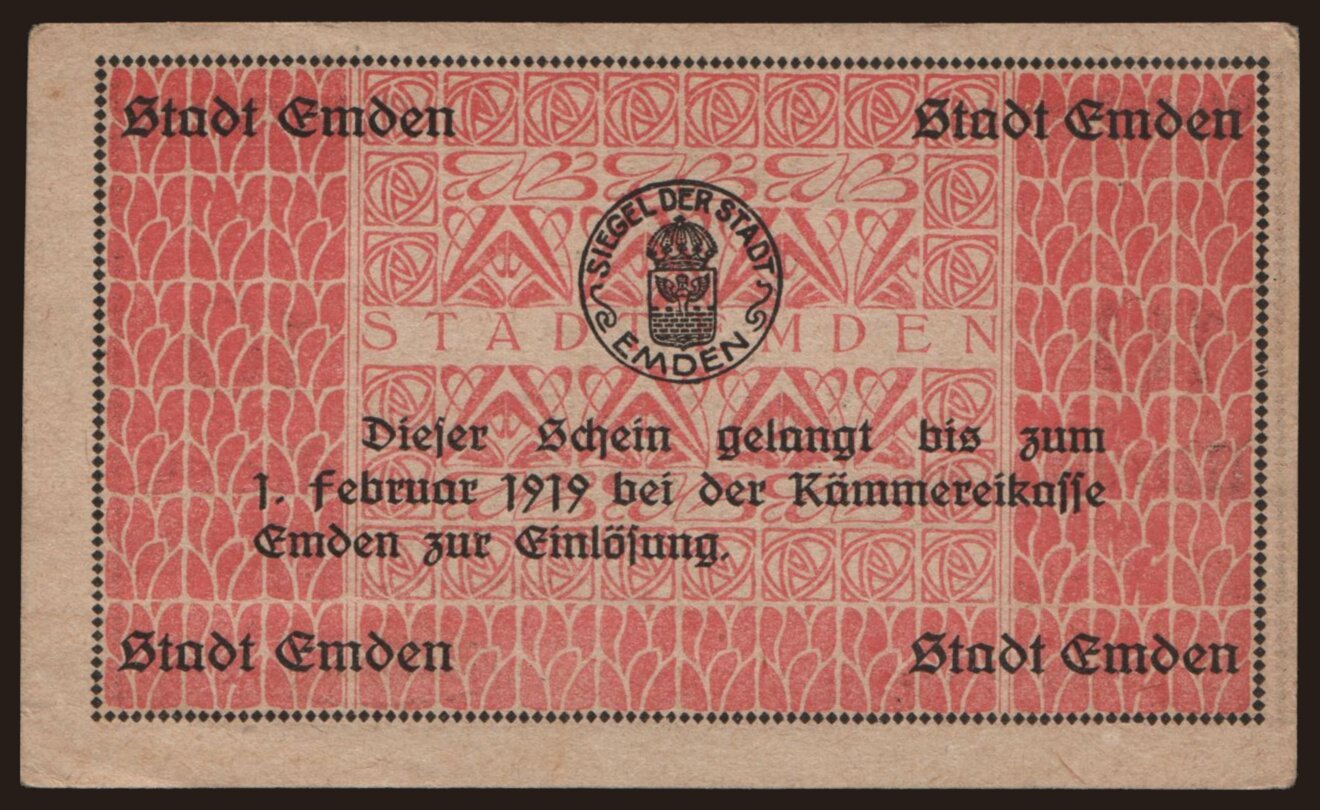 Stadt Emden
Stadt Emden
SIEGEL DER STADT
EMDEN
STADT EMDEN
Dieser Schein gelangt bis zum
1. Februar 1919 bei der Kämmereikasse
Emden zur Einlösung.
Stadt Emden
Stadt Emden